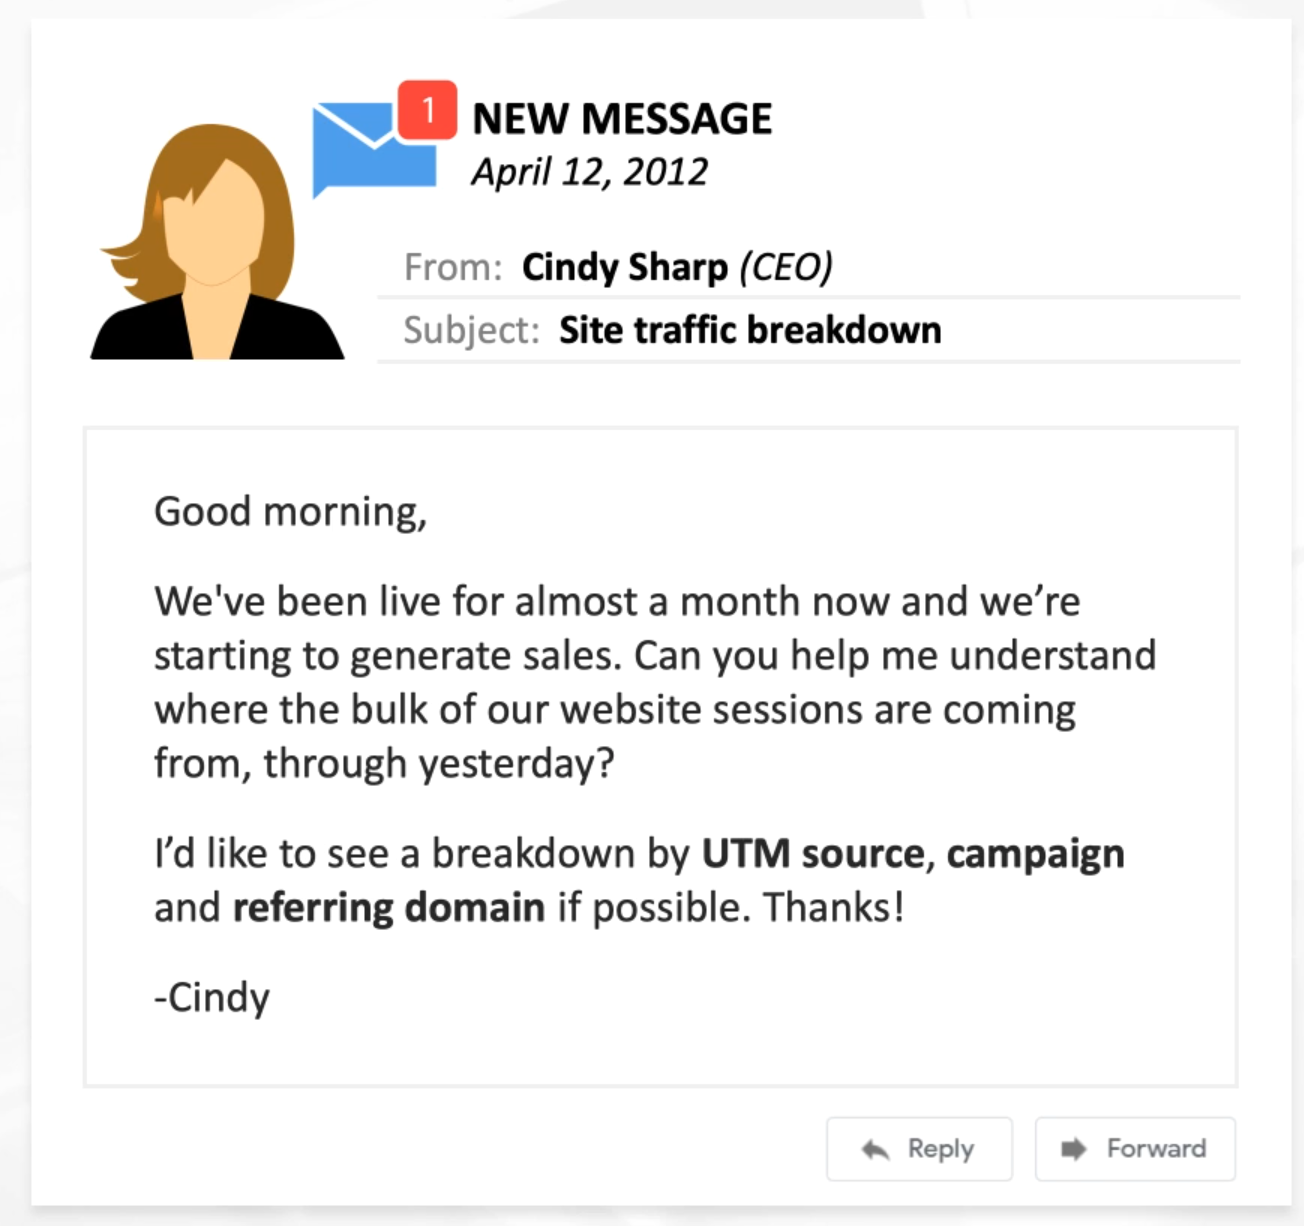 1
NEW MESSAGE
April 12, 2012
From: Cindy Sharp (CEO)
Subject: Site traffic breakdown
Good morning,
We've been live for almost a month now and we’re
starting to generate sales. Can you help me understand
where the bulk of our website sessions are coming
from, through yesterday?
I’d like to see a breakdown by UTM source, campaign
and referring domain if possible. Thanks!
-Cindy
Reply
Forward